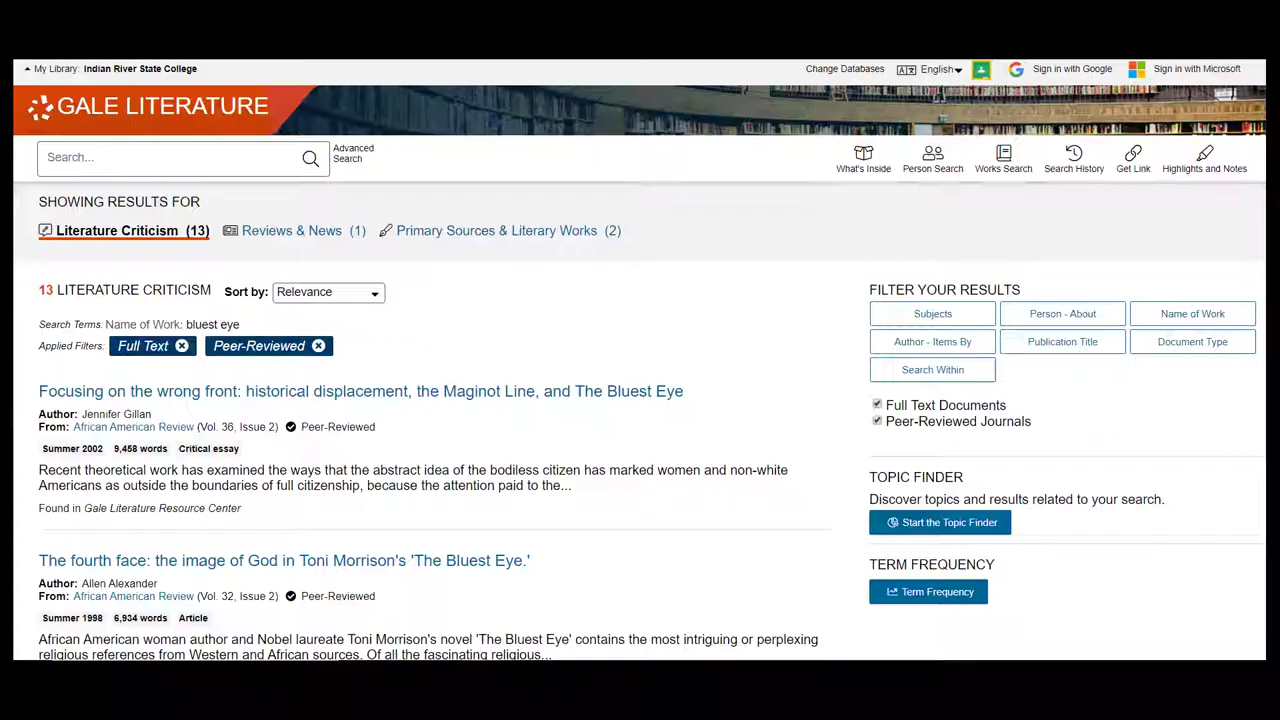 My Library: Indian River State College
Change Databases English Sign in with Google Sign in with Microsoft
GALE LITERATURE
Search...
Advanced
Search
What's Inside Person Search Works Search Search History Get Link Highlights and Notes
SHOWING RESULTS FOR
Literature Criticism (13) Reviews & News (1) Primary Sources & Literary Works (2)
13 LITERATURE CRITICISM Sort by: Relevance
Search Terms: Name of Work: bluest eye
Applied Filters: Full Text Peer-Reviewed
Focusing on the wrong front: historical displacement, the Maginot Line, and The Bluest Eye
Author: Jennifer Gillan
From: African American Review (Vol. 36, Issue 2) Peer-Reviewed
Summer 2002 9,458 words Critical essay
Recent theoretical work has examined the ways that the abstract idea of the bodiless citizen has marked women and non-white
Americans as outside the boundaries of full citizenship, because the attention paid to the...
Found in Gale Literature Resource Center
The fourth face: the image of God in Toni Morrison's 'The Bluest Eye.'
Author: Allen Alexander
From: African American Review (Vol. 32, Issue 2) Peer-Reviewed
Summer 1998 6,934 words Article
African American woman author and Nobel laureate Toni Morrison's novel 'The Bluest Eye' contains the most intriguing or perplexing
religious references from Western and African sources. Of all the fascinating religious...
FILTER YOUR RESULTS
Subjects Person - About Name of Work
Author - Items By Publication Title Document Type
Search Within
Full Text Documents
Peer-Reviewed Journals
TOPIC FINDER
Discover topics and results related to your search.
Start the Topic Finder
TERM FREQUENCY
Term Frequency